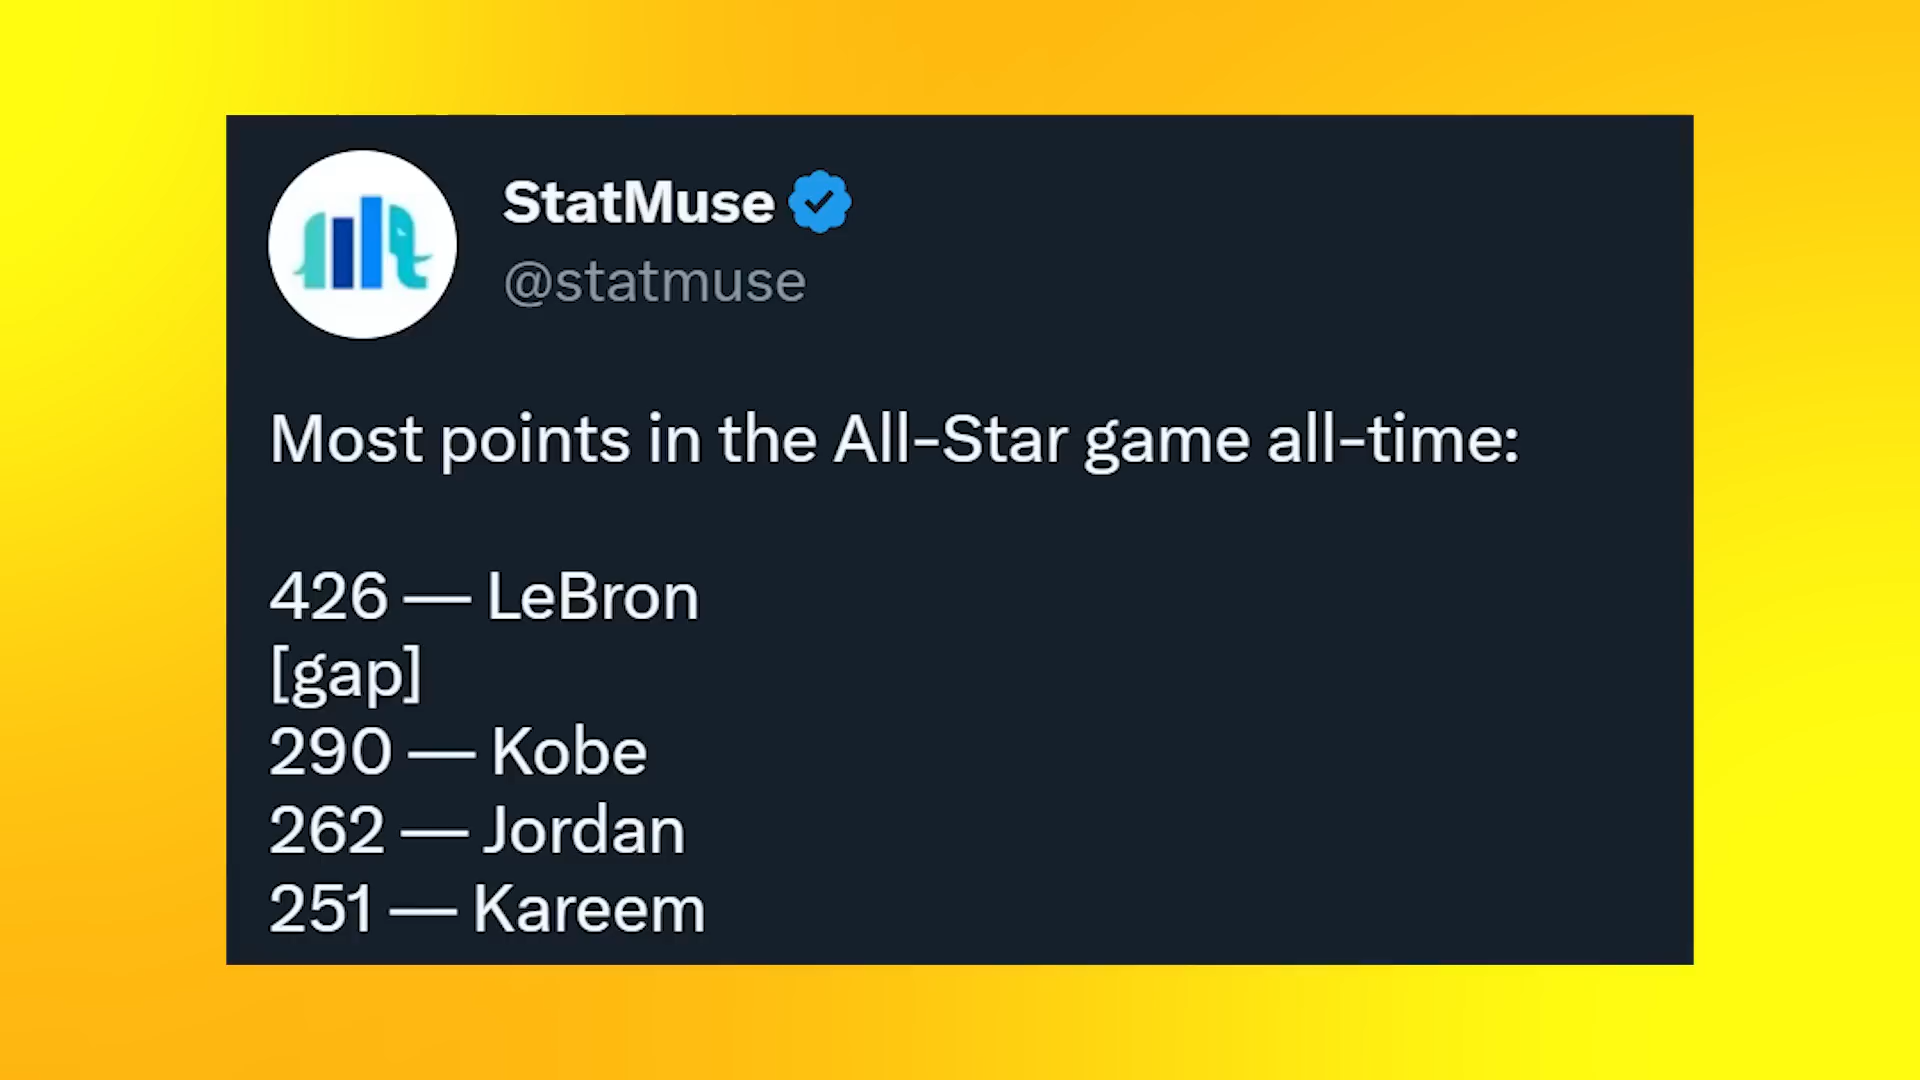 StatMuse
@statmuse
Most points in the All-Star game all-time:
426 — LeBron
[gap]
290 — Kobe
262 — Jordan
251 — Kareem